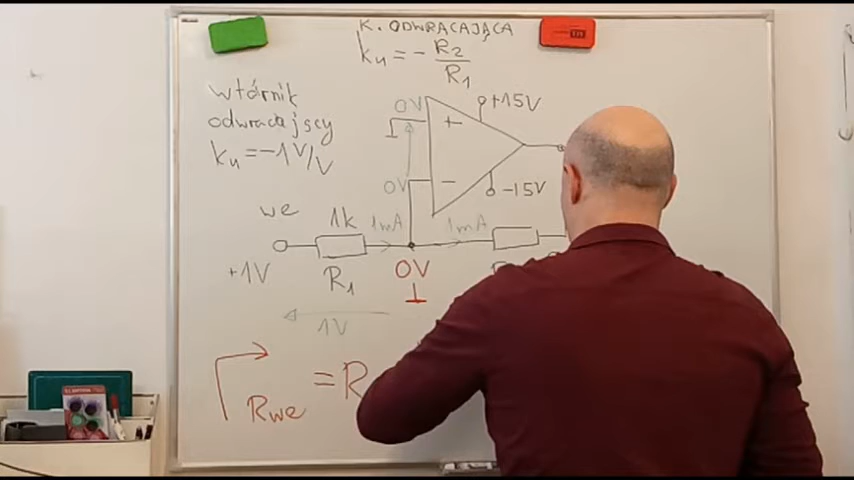 K. ODWRACAJĄCA
ku = - R2/R1
wtórnik
odwracający
ku = -1 V/V
0V
+
+15V
0V
-
-15V
we
1k
1mA
1mA
+1V
R1
0V
1V
Rwe
= R